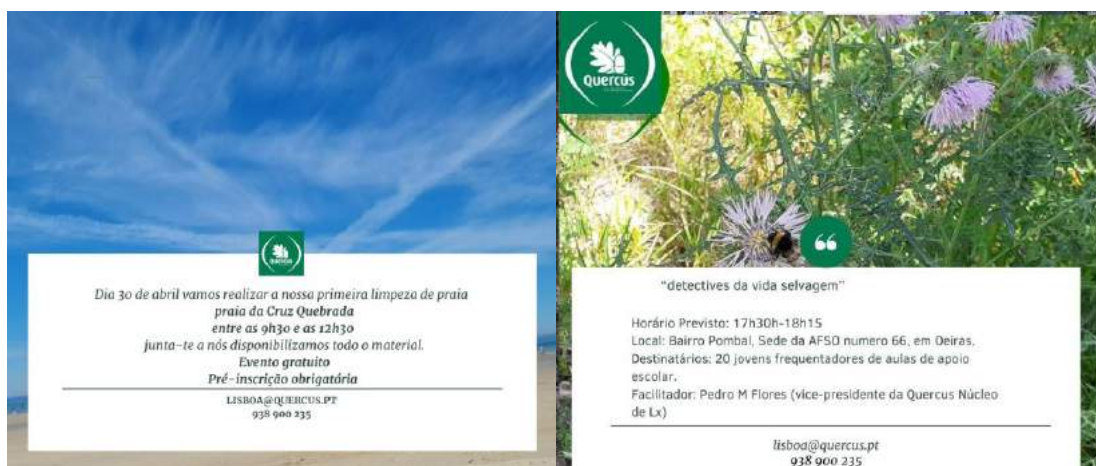 Quercus
Dia 30 de abril vamos realizar a nossa primeira limpeza de praia
praia da Cruz Quebrada
entre as 9h30 e as 12h30
junta-te a nós disponibilizamos todo o material.
Evento gratuito
Pré-inscrição obrigatória
LISBOA@QUERCUS.PT
938 900 235
Quercus
"detectives da vida selvagem"
Horário Previsto: 17h30h-18h15
Local: Bairro Pombal, Sede da AFSD numero 66, em Oeiras.
Destinatários: 20 jovens frequentadores de aulas de apoio
escolar.
Facilitador: Pedro M Flores (vice-presidente da Quercus Núcleo
de Lx)
lisboa@quercus.pt
938 900 235